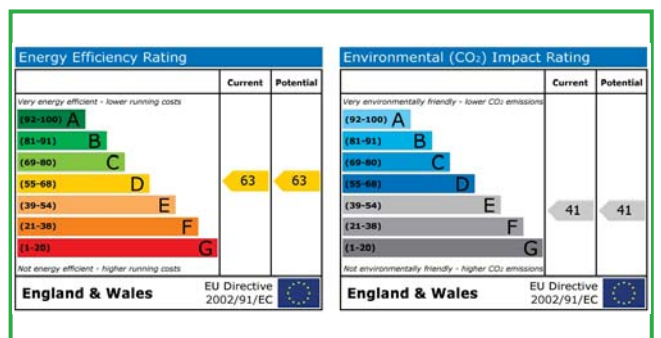 Energy Efficiency Rating
Current Potential
Very energy efficient - lower running costs
(92-100) A
(81-91) B
(69-80) C
(55-68) D
63 63
(39-54) E
(21-38) F
(1-20) G
Not energy efficient - higher running costs
England & Wales
EU Directive
2002/91/EC
Environmental (CO₂) Impact Rating
Current Potential
Very environmentally friendly - lower CO₂ emissions
(92-100) A
(81-91) B
(69-80) C
(55-68) D
(39-54) E
41 41
(21-38) F
(1-20) G
Not environmentally friendly - higher CO₂ emissions
England & Wales
EU Directive
2002/91/EC